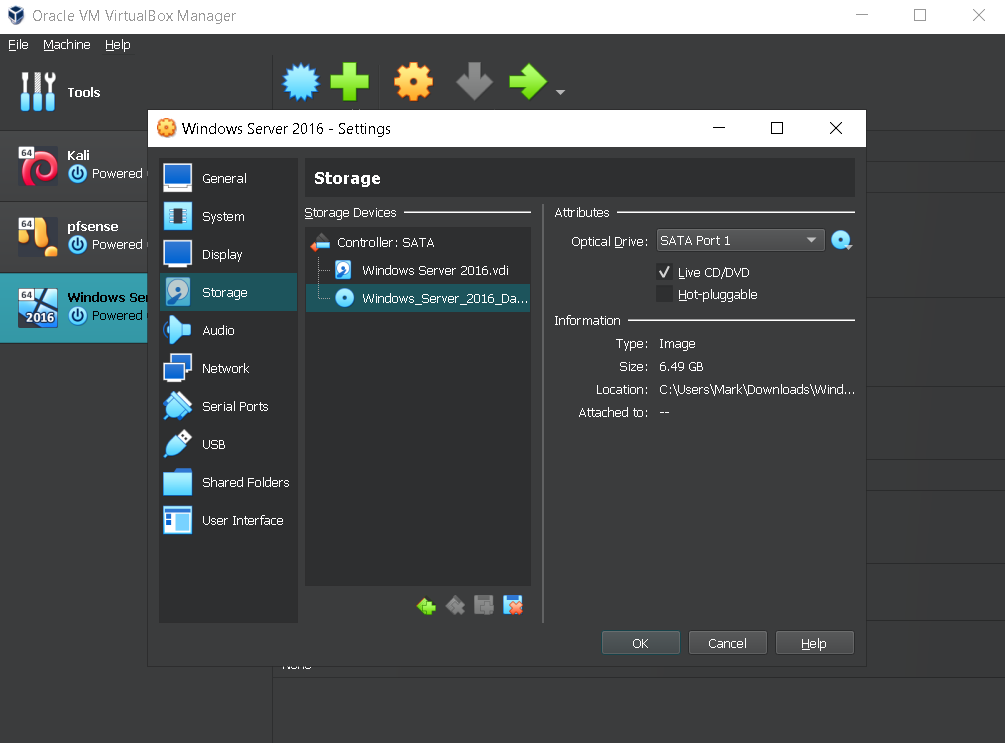 Oracle VM VirtualBox Manager
File Machine Help
Tools
64
Kali
Powered
64
pfsense
Powered
64
2016
Windows Ser
Powered
Windows Server 2016 - Settings
General
System
Display
Storage
Audio
Network
Serial Ports
USB
Shared Folders
User Interface
Storage
Storage Devices
Controller: SATA
Windows Server 2016.vdi
Windows_Server_2016_Da...
Attributes
Optical Drive: SATA Port 1
Live CD/DVD
Hot-pluggable
Information
Type: Image
Size: 6.49 GB
Location: C:\Users\Mark\Downloads\Wind...
Attached to: --
OK Cancel Help
None